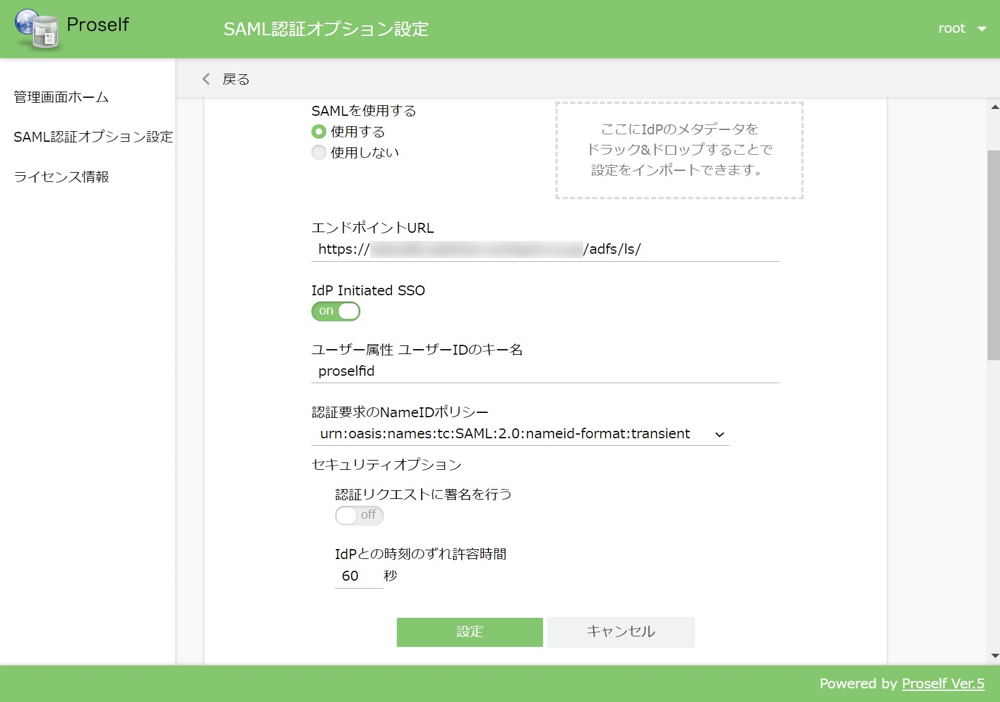 Proself
SAML認証オプション設定
root
管理画面ホーム
SAML認証オプション設定
ライセンス情報
戻る
SAMLを使用する
使用する
使用しない
ここにIdPのメタデータを
ドラック&ドロップすることで
設定をインポートできます。
エンドポイントURL
https:// /adfs/ls/
IdP Initiated SSO
on
ユーザー属性 ユーザーIDのキー名
proselfid
認証要求のNameIDポリシー
urn:oasis:names:tc:SAML:2.0:nameid-format:transient
セキュリティオプション
認証リクエストに署名を行う
off
IdPとの時刻のずれ許容時間
60 秒
設定
キャンセル
Powered by Proself Ver.5